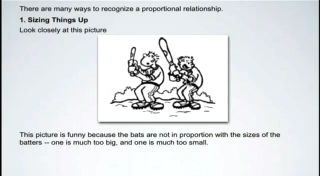 There are many ways to recognize a proportional relationship.
1. Sizing Things Up
Look closely at this picture
This picture is funny because the bats are not in proportion with the sizes of the
batters -- one is much too big, and one is much too small.